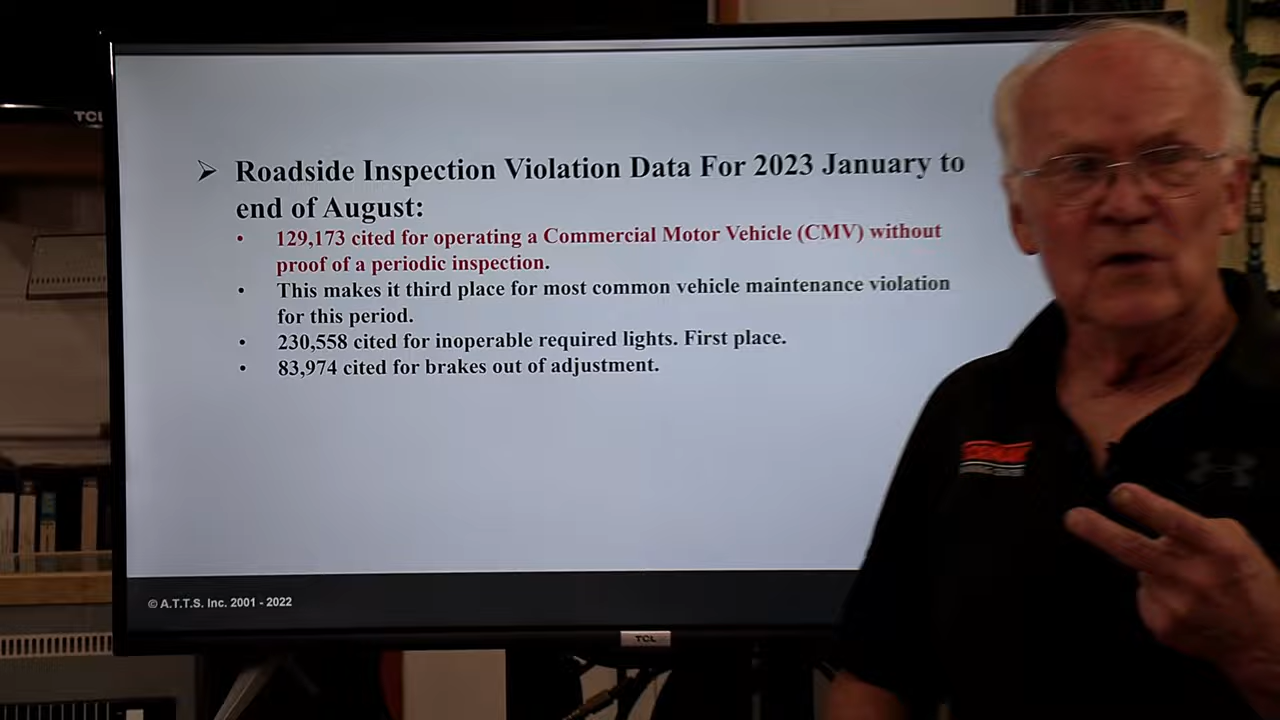 TCL
➢ Roadside Inspection Violation Data For 2023 January to
end of August:
• 129,173 cited for operating a Commercial Motor Vehicle (CMV) without
proof of a periodic inspection.
• This makes it third place for most common vehicle maintenance violation
for this period.
• 230,558 cited for inoperable required lights. First place.
• 83,974 cited for brakes out of adjustment.
© A.T.T.S. Inc. 2001 - 2022
TCL